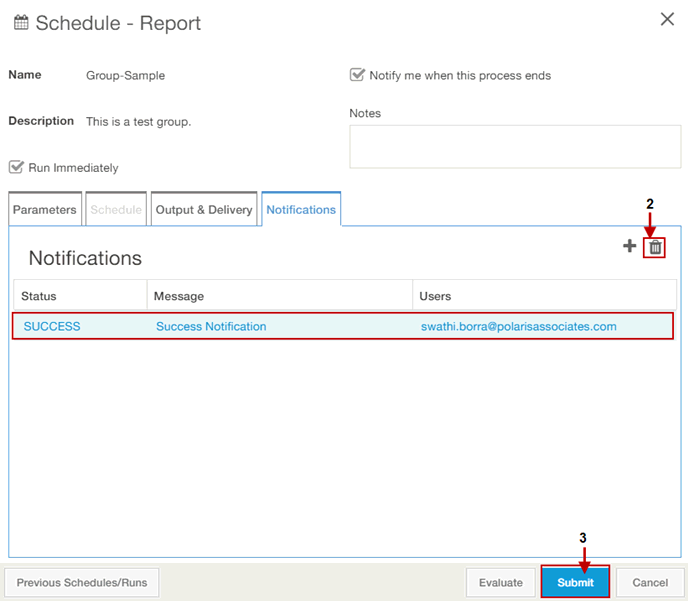 Schedule - Report
Name Group-Sample
Notify me when this process ends
Description This is a test group.
Notes
Run Immediately
Parameters Schedule Output & Delivery Notifications
2
Notifications
Status Message Users
SUCCESS Success Notification swathi.borra@polarisassociates.com
3
Previous Schedules/Runs Evaluate Submit Cancel